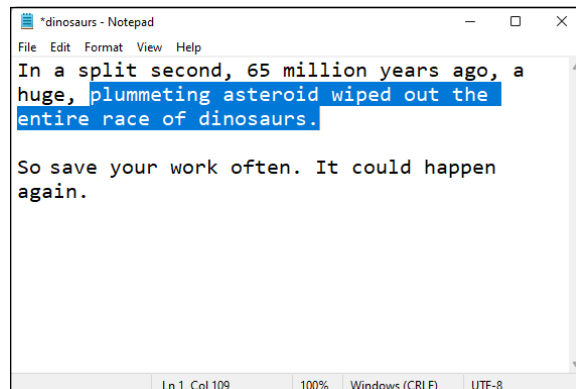 *dinosaurs - Notepad
File Edit Format View Help
In a split second, 65 million years ago, a
huge, plummeting asteroid wiped out the
entire race of dinosaurs.
So save your work often. It could happen
again.
Ln 1, Col 109 100% Windows (CRLF) UTF-8